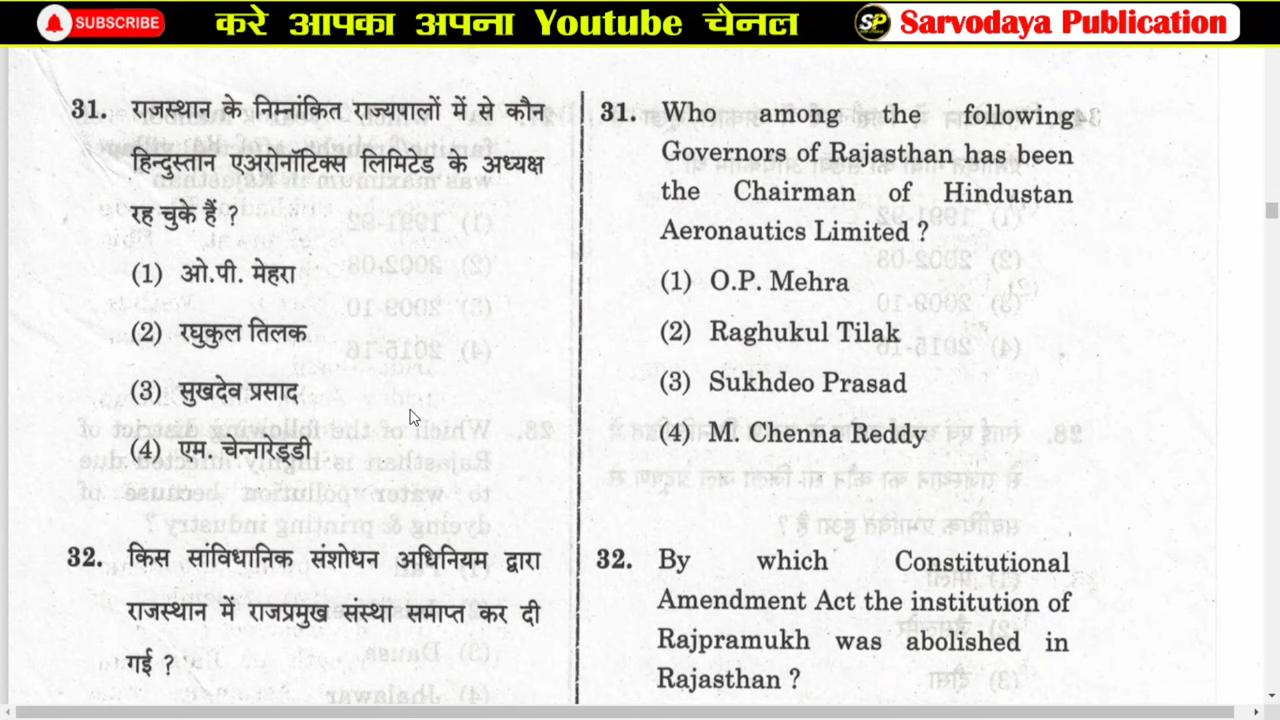 SUBSCRIBE
करे आपका अपना Youtube चैनल
SP
Sarvodaya Publication
31. राजस्थान के निम्नांकित राज्यपालों में से कौन
हिन्दुस्तान एअरोनॉटिक्स लिमिटेड के अध्यक्ष
रह चुके हैं ?
(1) ओ.पी. मेहरा
(2) रघुकुल तिलक
(3) सुखदेव प्रसाद
(4) एम. चेन्नारेड्डी
32. किस सांविधानिक संशोधन अधिनियम द्वारा
राजस्थान में राजप्रमुख संस्था समाप्त कर दी
गई ?
31. Who among the following
Governors of Rajasthan has been
the Chairman of Hindustan
Aeronautics Limited ?
(1) O.P. Mehra
(2) Raghukul Tilak
(3) Sukhdeo Prasad
(4) M. Chenna Reddy
32. By which Constitutional
Amendment Act the institution of
Rajpramukh was abolished in
Rajasthan ?